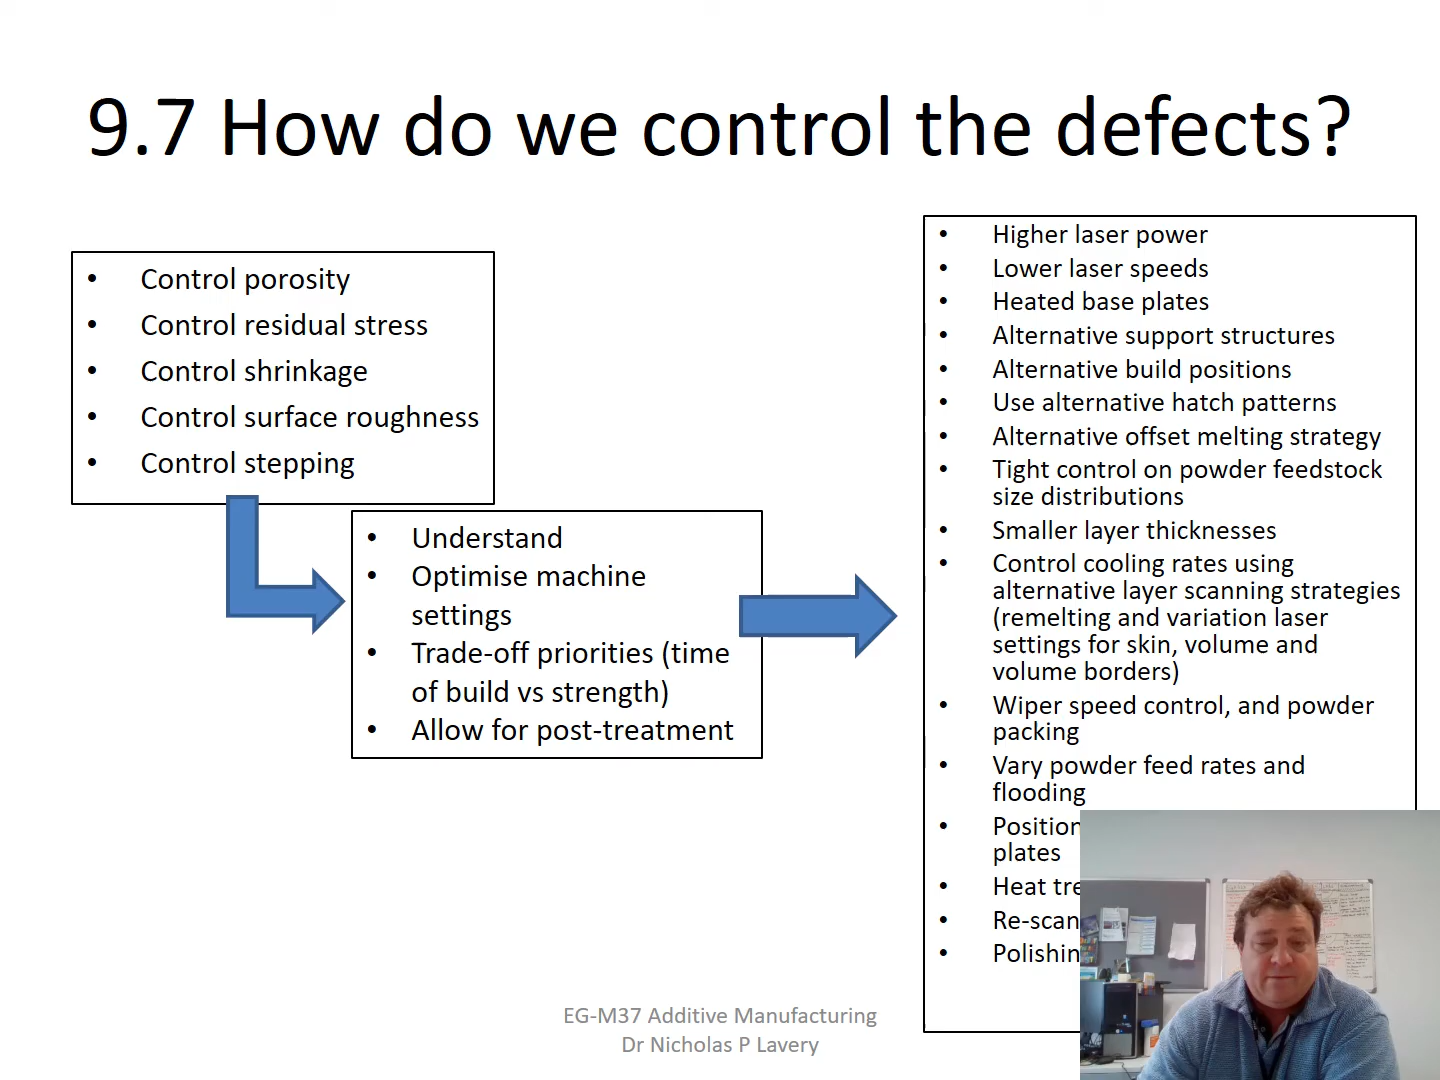 9.7 How do we control the defects?
• Control porosity
• Control residual stress
• Control shrinkage
• Control surface roughness
• Control stepping
• Understand
• Optimise machine
settings
• Trade-off priorities (time
of build vs strength)
• Allow for post-treatment
• Higher laser power
• Lower laser speeds
• Heated base plates
• Alternative support structures
• Alternative build positions
• Use alternative hatch patterns
• Alternative offset melting strategy
• Tight control on powder feedstock
size distributions
• Smaller layer thicknesses
• Control cooling rates using
alternative layer scanning strategies
(remelting and variation laser
settings for skin, volume and
volume borders)
• Wiper speed control, and powder
packing
• Vary powder feed rates and
flooding
• Position
plates
• Heat tre
• Re-scan
• Polishin
EG-M37 Additive Manufacturing
Dr Nicholas P Lavery